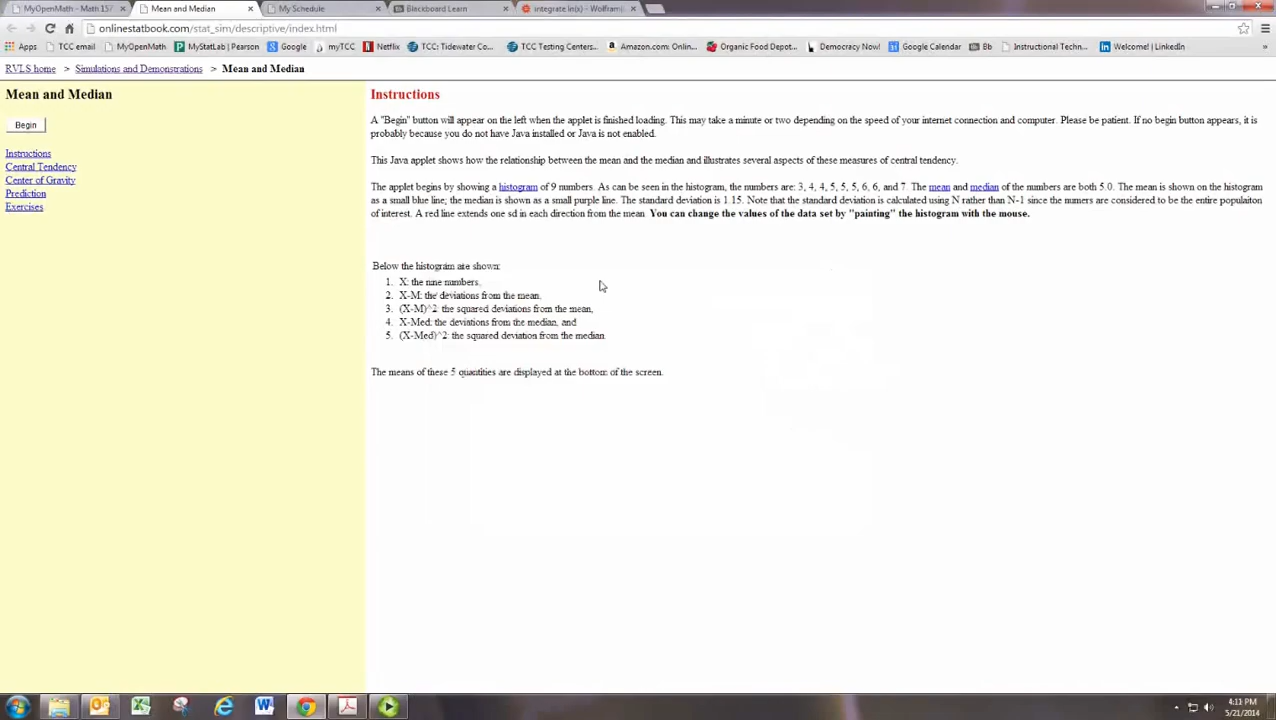 MyOpenMath - Math 157
Mean and Median
My Schedule
Blackboard Learn
integrate ln(x) - Wolfram|
onlinestatbook.com/stat_sim/descriptive/index.html
Apps TCC email MyOpenMath MyStatLab | Pearson Google myTCC Netflix TCC: Tidewater Co... TCC Testing Centers... Amazon.com: Onlin... Organic Food Depot... Democracy Now! Google Calendar Bb Instructional Techn... Welcome! | LinkedIn »
RVLS home > Simulations and Demonstrations > Mean and Median
Mean and Median
Begin
Instructions
Central Tendency
Center of Gravity
Prediction
Exercises
Instructions
A "Begin" button will appear on the left when the applet is finished loading. This may take a minute or two depending on the speed of your internet connection and computer. Please be patient. If no begin button appears, it is
probably because you do not have Java installed or Java is not enabled.
This Java applet shows how the relationship between the mean and the median and illustrates several aspects of these measures of central tendency.
The applet begins by showing a histogram of 9 numbers. As can be seen in the histogram, the numbers are: 3, 4, 4, 5, 5, 5, 6, 6, and 7. The mean and median of the numbers are both 5.0. The mean is shown on the histogram
as a small blue line; the median is shown as a small purple line. The standard deviation is 1.15. Note that the standard deviation is calculated using N rather than N-1 since the numers are considered to be the entire populaiton
of interest. A red line extends one sd in each direction from the mean You can change the values of the data set by "painting" the histogram with the mouse.
Below the histogram are shown:
1. X: the nine numbers,
2. X-M: the deviations from the mean,
3. (X-M)^2: the squared deviations from the mean,
4. X-Med: the deviations from the median, and
5. (X-Med)^2: the squared deviation from the median.
The means of these 5 quantities are displayed at the bottom of the screen.
4:11 PM
5/21/2014